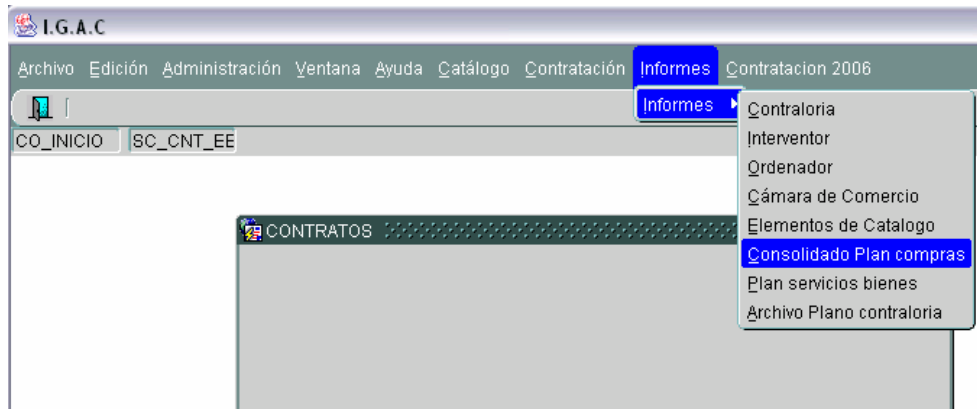 I.G.A.C
Archivo Edición Administración Ventana Ayuda Catálogo Contratación Informes Contratacion 2006
Informes
CO_INICIO SC_CNT_EE
Contraloria
Interventor
Ordenador
Cámara de Comercio
Elementos de Catalogo
Consolidado Plan compras
Plan servicios bienes
Archivo Plano contraloria
CONTRATOS